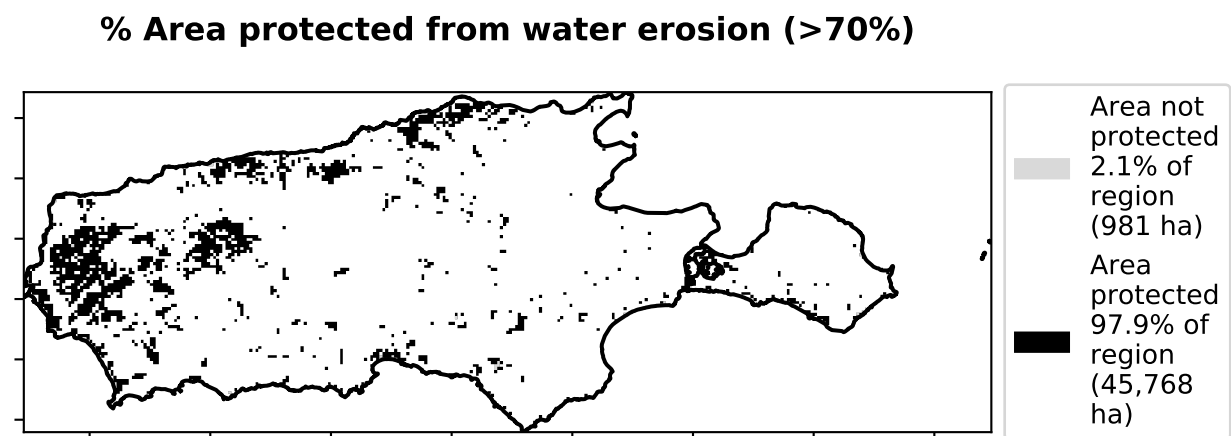 % Area protected from water erosion (>70%)
Area not
protected
2.1% of
region
(981 ha)
Area
protected
97.9% of
region
(45,768
ha)